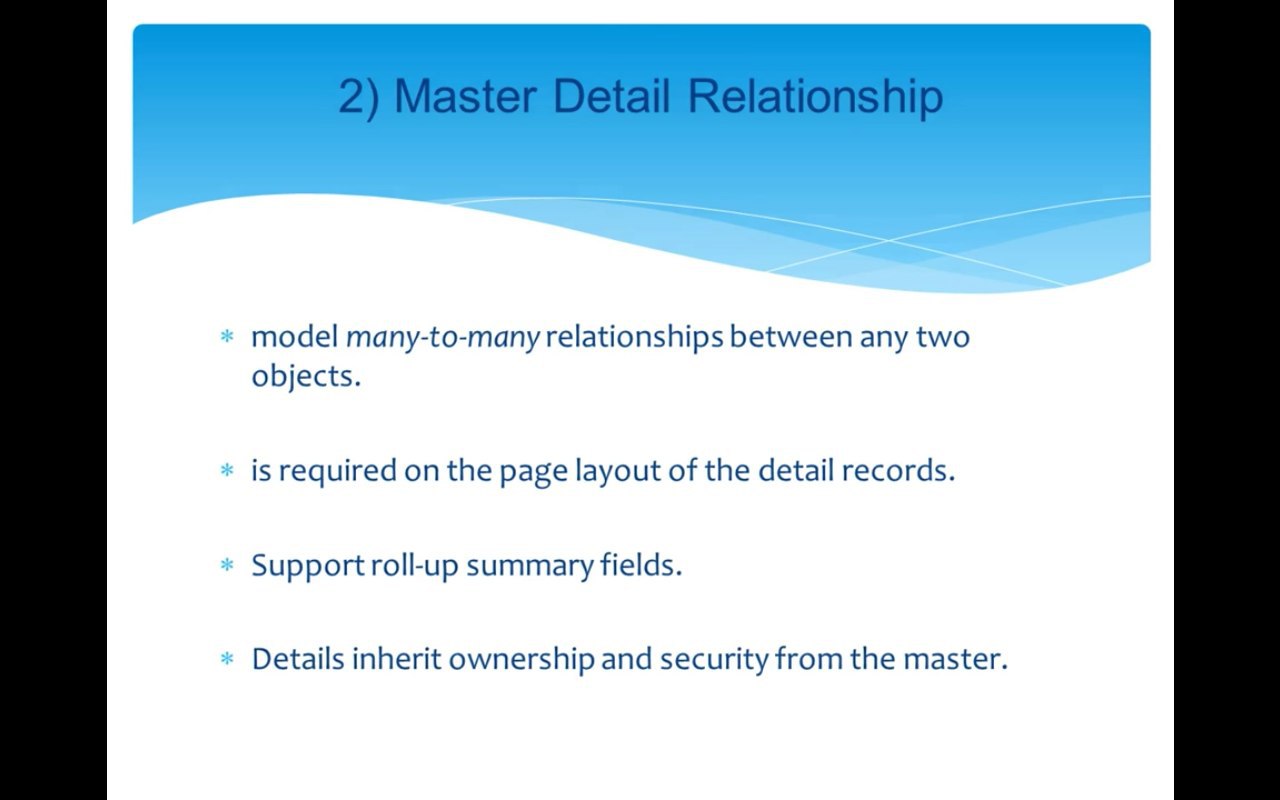 2) Master Detail Relationship
* model many-to-many relationships between any two
objects.
* is required on the page layout of the detail records.
* Support roll-up summary fields.
* Details inherit ownership and security from the master.